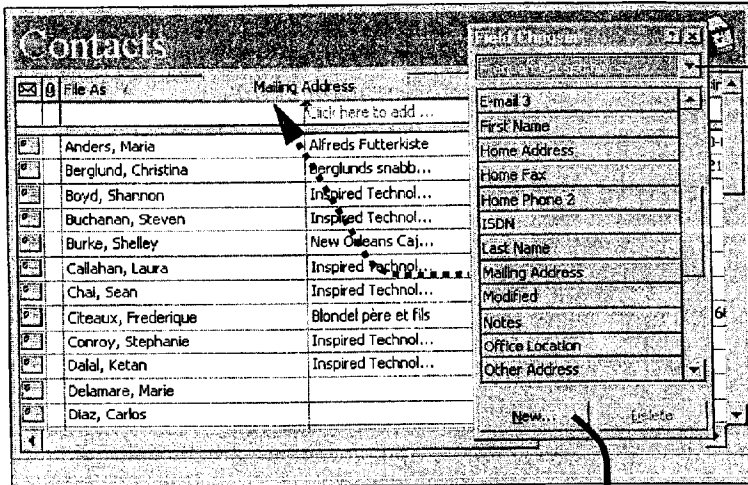 Contacts
File As
Mailing Address
Click here to add ...
Anders, Maria
Alfreds Futterkiste
Berglund, Christina
Berglunds snabb...
Boyd, Shannon
Inspired Technol...
Buchanan, Steven
Inspired Technol...
Burke, Shelley
New Orleans Caj...
Callahan, Laura
Inspired Technol...
Chai, Sean
Inspired Technol...
Citeaux, Frederique
Blondel père et fils
Conroy, Stephanie
Inspired Technol...
Dalal, Ketan
Inspired Technol...
Delamare, Marie
Diaz, Carlos
Field Chooser
E-mail 3
First Name
Home Address
Home Fax
Home Phone 2
ISDN
Last Name
Mailing Address
Modified
Notes
Office Location
Other Address
New...
Delete